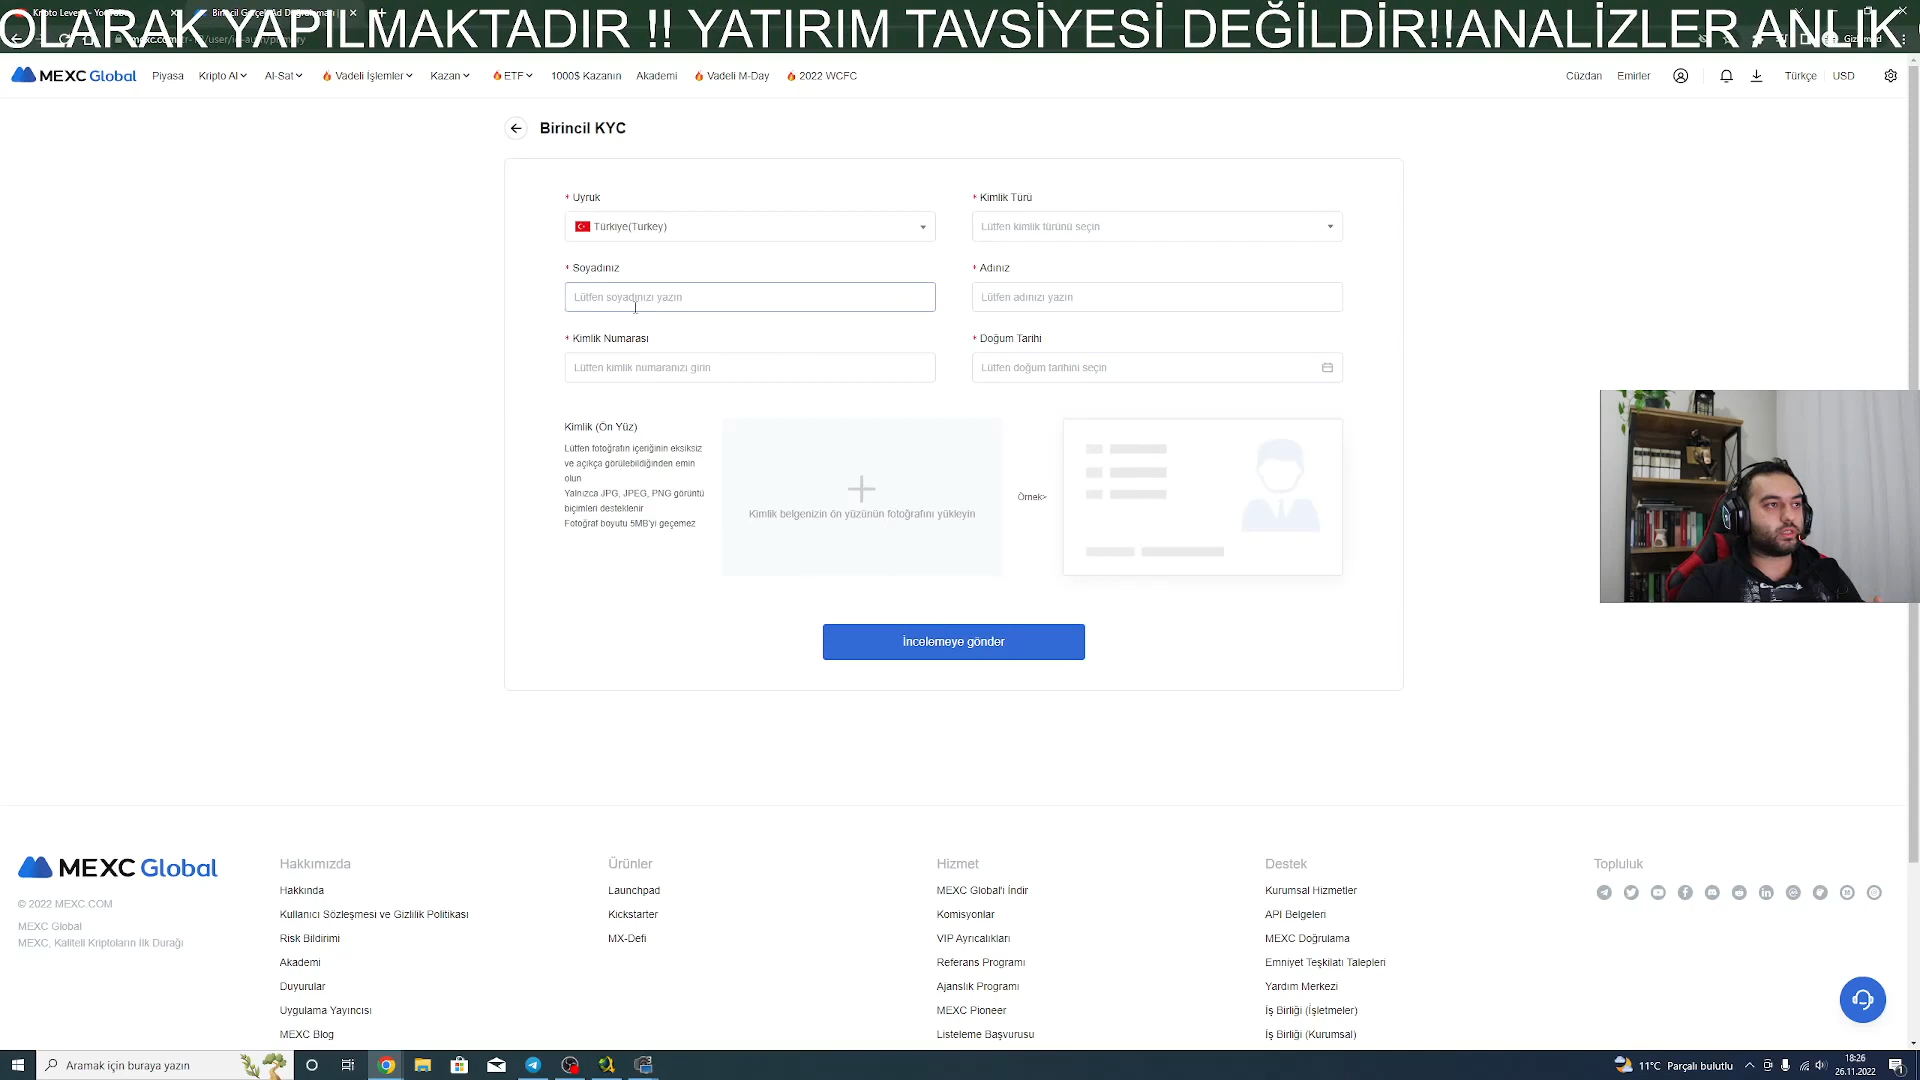 OLARAK YAPILMAKTADIR !! YATIRIM TAVSİYESİ DEĞİLDİR!!ANALİZLER ANLIK
MEXC Global
Piyasa
Kripto Al
Al-Sat
Vadeli İşlemler
Kazan
ETF
1000$ Kazanın
Akademi
Vadeli M-Day
2022 WCFC
Cüzdan
Emirler
Türkçe
USD
Birincil KYC
* Uyruk
* Kimlik Türü
Türkiye(Turkey)
Lütfen kimlik türünü seçin
* Soyadınız
* Adınız
Lütfen soyadınızı yazın
Lütfen adınızı yazın
* Kimlik Numarası
* Doğum Tarihi
Lütfen kimlik numaranızı girin
Lütfen doğum tarihini seçin
Kimlik (Ön Yüz)
Lütfen fotoğrafın içeriğinin eksiksiz
ve açıkça görülebildiğinden emin
olun
Yalnızca JPG, JPEG, PNG görüntü
biçimleri desteklenir
Fotoğraf boyutu 5MB'yi geçemez
Kimlik belgenizin ön yüzünün fotoğrafını yükleyin
Örnek>
İncelemeye gönder
MEXC Global
© 2022 MEXC.COM
MEXC Global
MEXC, Kaliteli Kriptoların İlk Durağı
Hakkımızda
Hakkında
Kullanıcı Sözleşmesi ve Gizlilik Politikası
Risk Bildirimi
Akademi
Duyurular
Uygulama Yayıncısı
MEXC Blog
Ürünler
Launchpad
Kickstarter
MX-Defi
Hizmet
MEXC Global'i İndir
Komisyonlar
VIP Ayrıcalıkları
Referans Programı
Ajanslık Programı
MEXC Pioneer
Listeleme Başvurusu
Destek
Kurumsal Hizmetler
API Belgeleri
MEXC Doğrulama
Emniyet Teşkilatı Talepleri
Yardım Merkezi
İş Birliği (İşletmeler)
İş Birliği (Kurumsal)
Topluluk
Aramak için buraya yazın
11°C Parçalı bulutlu
18:26
26.11.2022